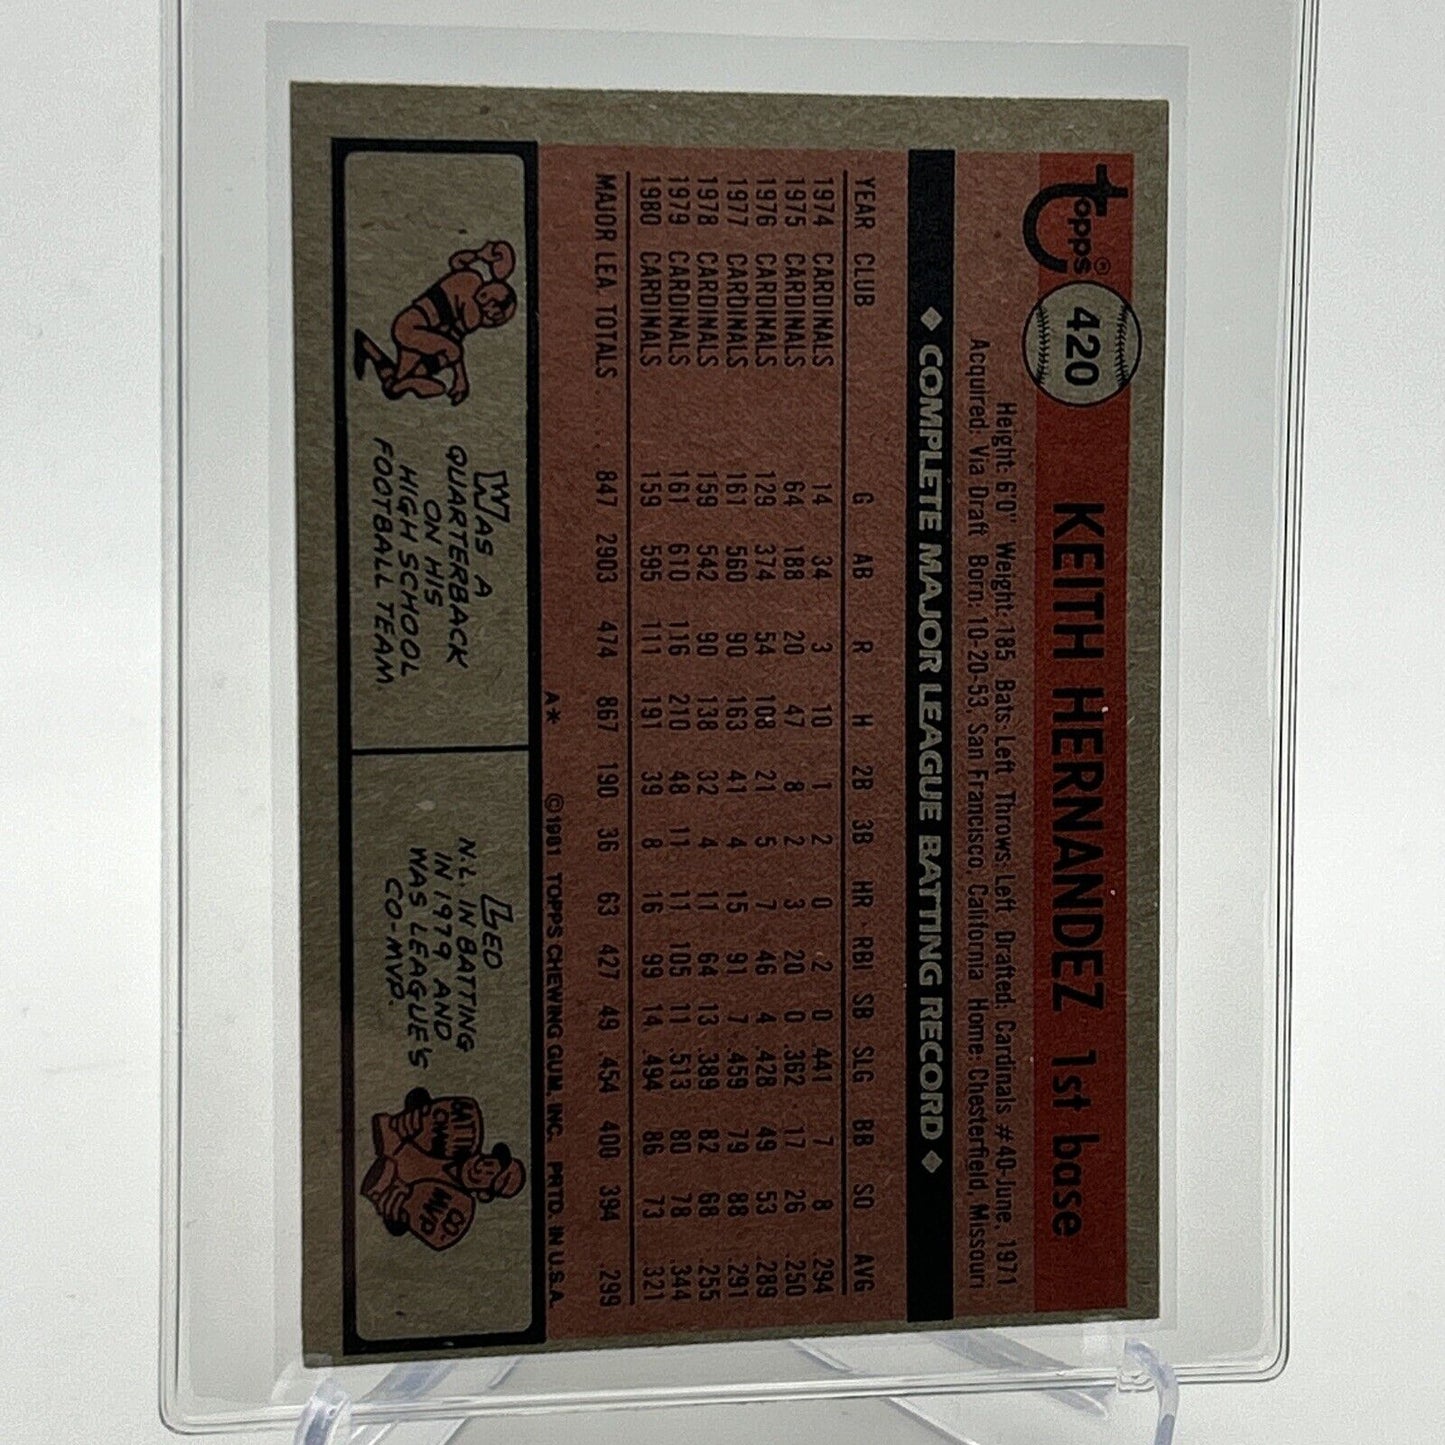 topps® 420 KEITH HERNANDEZ 1st base
Height: 6'0" Weight: 185 Bats: Left Throws: Left Drafted: Cardinals #40-June, 1971
Acquired: Via Draft Born: 10-20-53, San Francisco, California Home: Chesterfield, Missouri
◆ COMPLETE MAJOR LEAGUE BATTING RECORD ◆
YEAR CLUB G AB R H 2B 3B HR RBI SB SLG BB SO AVG
1974 CARDINALS 14 34 3 10 1 2 0 2 0 .441 7 8 .294
1975 CARDINALS 64 188 20 47 8 2 3 20 0 .362 17 26 .250
1976 CARDINALS 129 374 54 108 21 5 7 46 4 .428 49 53 .289
1977 CARDINALS 161 560 90 163 41 4 15 91 7 .459 79 88 .291
1978 CARDINALS 159 542 90 138 32 4 11 64 13 .389 82 68 .255
1979 CARDINALS 161 610 116 210 48 11 11 105 11 .513 80 78 .344
1980 CARDINALS 159 595 111 191 39 8 16 99 14 .494 86 73 .321
MAJOR LEA. TOTALS .... 847 2903 474 867 190 36 63 427 49 .454 400 394 .299
A* ©1981 TOPPS CHEWING GUM, INC. PRTD. IN U.S.A.
WAS A
QUARTERBACK
ON HIS
HIGH SCHOOL
FOOTBALL TEAM.
LED
N.L. IN BATTING
IN 1979 AND
WAS LEAGUE'S
CO-MVP.
BATTING
CHAMP
CO-
MVP